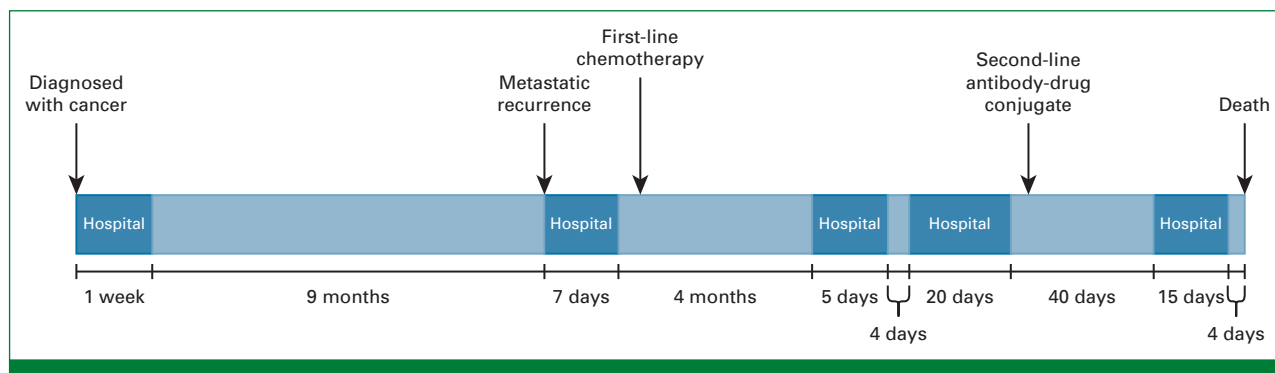 First-line
chemotherapy
Second-line
antibody-drug
conjugate
Diagnosed
with cancer
Metastatic
recurrence
Death
Hospital
Hospital
Hospital
Hospital
Hospital
1 week
9 months
7 days
4 months
5 days
20 days
40 days
15 days
4 days
4 days